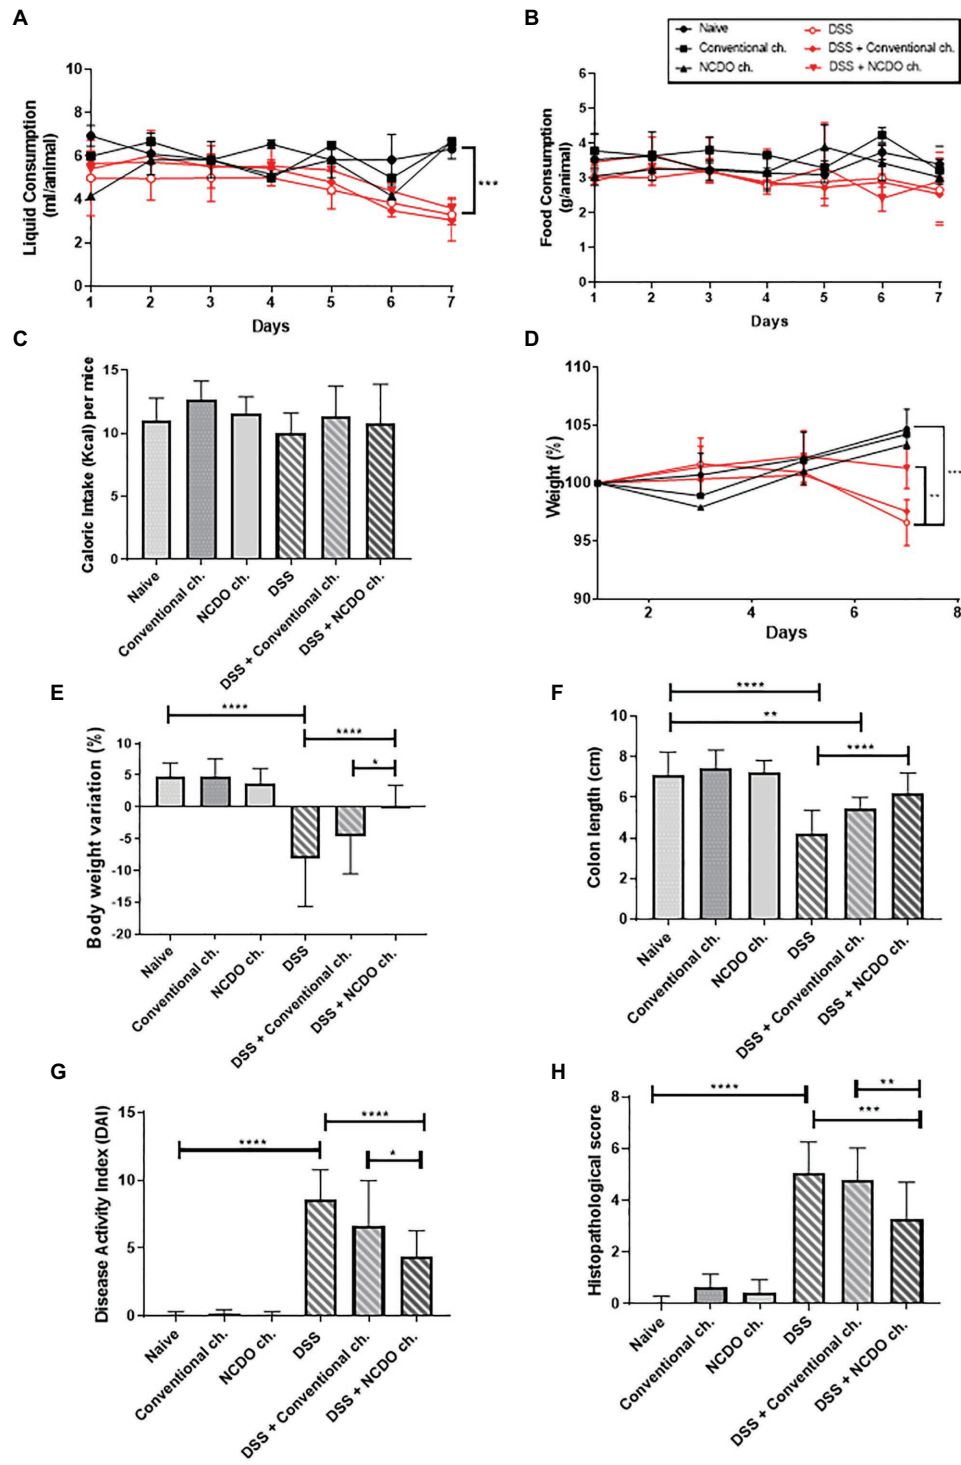 A
B
Naive
DSS
Conventional ch.
DSS + Conventional ch.
NCDO ch.
DSS + NCDO ch.
Liquid Consumption
(ml/animal)
10
8
6
4
2
0
1 2 3 4 5 6 7
Days
***
Food Consumption
(g/animal)
6
5
4
3
2
1
0
1 2 3 4 5 6 7
Days
C
Caloric Intake (Kcal) per mice
15
10
5
0
Naive
Conventional ch.
NCDO ch.
DSS
DSS + Conventional ch.
DSS + NCDO ch.
D
Weight (%)
110
105
100
95
90
2 4 6 8
Days
**
***
E
Body weight variation (%)
10
5
0
-5
-10
-15
-20
****
****
*
Naive
Conventional ch.
NCDO ch.
DSS
DSS + Conventional ch.
DSS + NCDO ch.
F
Colon length (cm)
10
8
6
4
2
0
****
**
****
Naive
Conventional ch.
NCDO ch.
DSS
DSS + Conventional ch.
DSS + NCDO ch.
G
Disease Activity Index (DAI)
15
10
5
0
****
****
*
Naive
Conventional ch.
NCDO ch.
DSS
DSS + Conventional ch.
DSS + NCDO ch.
H
Histopathological score
8
6
4
2
0
****
**
***
Naive
Conventional ch.
NCDO ch.
DSS
DSS + Conventional ch.
DSS + NCDO ch.